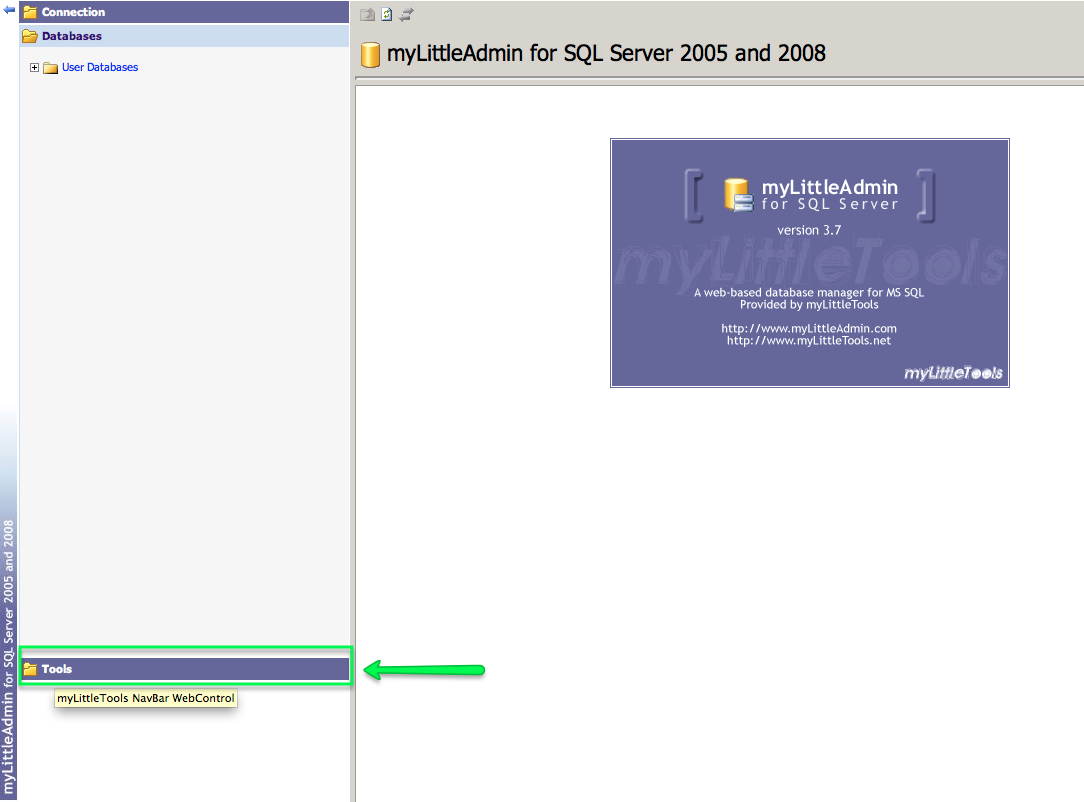 Connection
Databases
User Databases
Tools
myLittleTools NavBar WebControl
myLittleAdmin for SQL Server 2005 and 2008
myLittleAdmin for SQL Server 2005 and 2008
myLittleAdmin
for SQL Server
version 3.7
myLittleTools
A web-based database manager for MS SQL
Provided by myLittleTools
http://www.myLittleAdmin.com
http://www.myLittleTools.net
myLittleTools